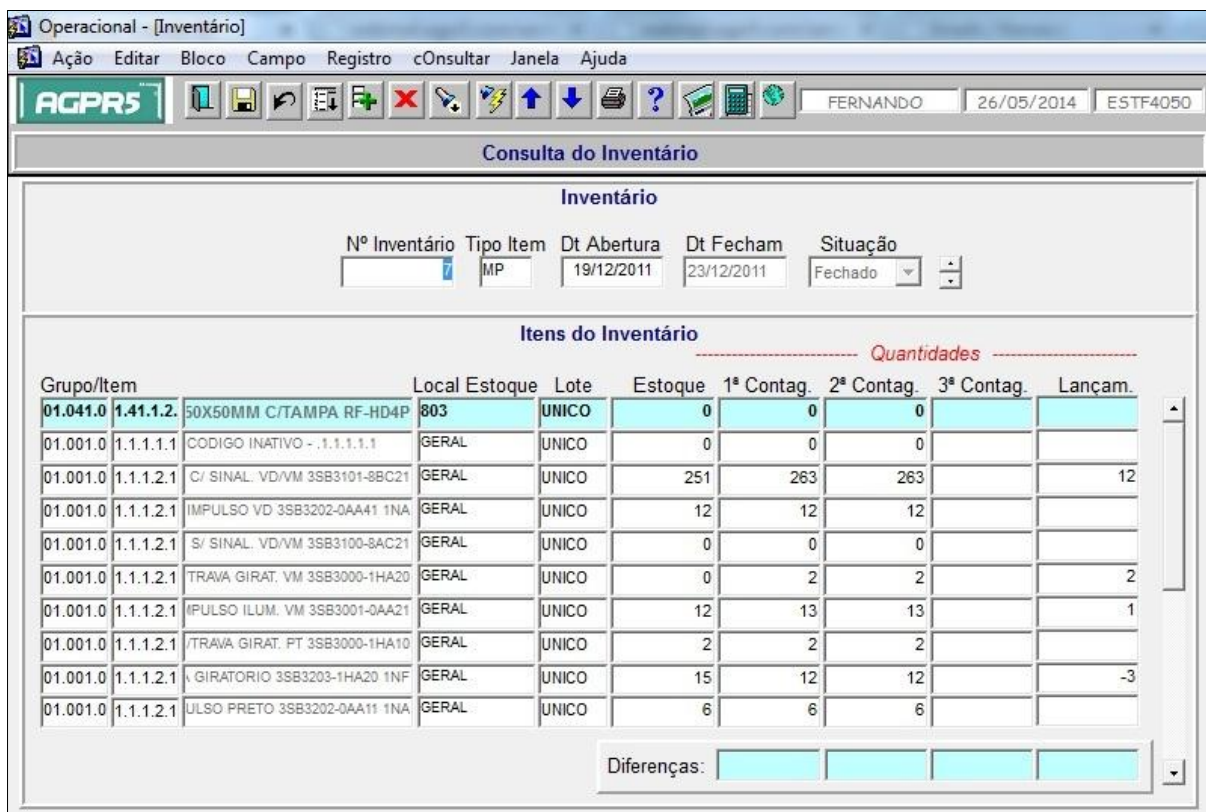 Operacional - [Inventário]
Ação Editar Bloco Campo Registro cOnsultar Janela Ajuda
AGPR5 ? FERNANDO 26/05/2014 ESTF4050
Consulta do Inventário
Inventário
Nº Inventário Tipo Item Dt Abertura Dt Fecham Situação
7 MP 19/12/2011 23/12/2011 Fechado
Itens do Inventário
--------------------------- Quantidades ------------------------
Grupo/Item Local Estoque Lote Estoque 1ª Contag. 2ª Contag. 3ª Contag. Lançam.
01.041.0 1.41.1.2. 50X50MM C/TAMPA RF-HD4P 803 UNICO 0 0 0
01.001.0 1.1.1.1.1 CODIGO INATIVO - .1.1.1.1.1 GERAL UNICO 0 0 0
01.001.0 1.1.1.2.1 C/ SINAL. VD/VM 3SB3101-8BC21 GERAL UNICO 251 263 263 12
01.001.0 1.1.1.2.1 IMPULSO VD 3SB3202-0AA41 1NA GERAL UNICO 12 12 12
01.001.0 1.1.1.2.1 S/ SINAL. VD/VM 3SB3100-8AC21 GERAL UNICO 0 0 0
01.001.0 1.1.1.2.1 TRAVA GIRAT. VM 3SB3000-1HA20 GERAL UNICO 0 2 2 2
01.001.0 1.1.1.2.1 PULSO ILUM. VM 3SB3001-0AA21 GERAL UNICO 12 13 13 1
01.001.0 1.1.1.2.1 /TRAVA GIRAT. PT 3SB3000-1HA10 GERAL UNICO 2 2 2
01.001.0 1.1.1.2.1 GIRATORIO 3SB3203-1HA20 1NF GERAL UNICO 15 12 12 -3
01.001.0 1.1.1.2.1 ULSO PRETO 3SB3202-0AA11 1NA GERAL UNICO 6 6 6
Diferenças: